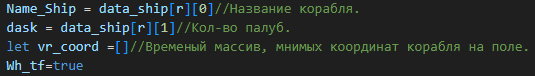 Name_Ship = data_ship[r][0]//Название корабля.
dask = data_ship[r][1]//Кол-во палуб.
let vr_coord =[]//Временый массив, мнимых координат корабля на поле.
Wh_tf=true